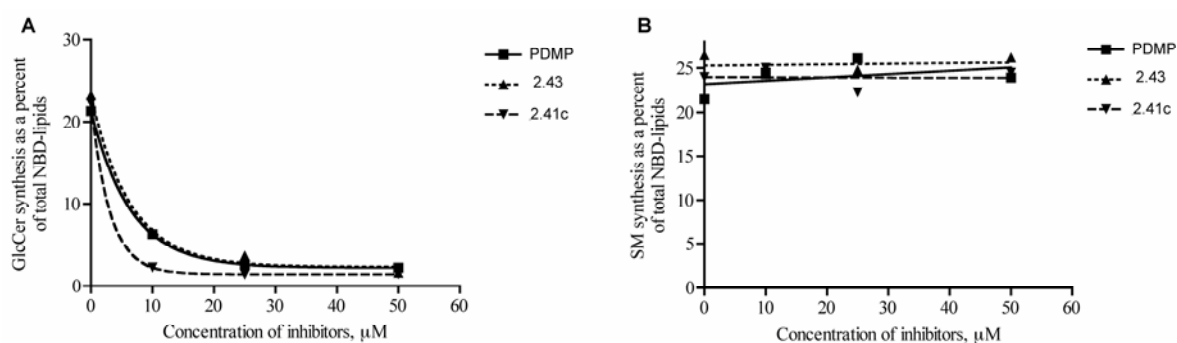 A
GlcCer synthesis as a percent
of total NBD-lipids
30
20
10
0
0 10 20 30 40 50 60
Concentration of inhibitors, µM
PDMP
2.43
2.41c
B
SM synthesis as a percent
of total NBD-lipids
25
20
15
10
5
0
0 10 20 30 40 50 60
Concentration of inhibitors, µM
PDMP
2.43
2.41c